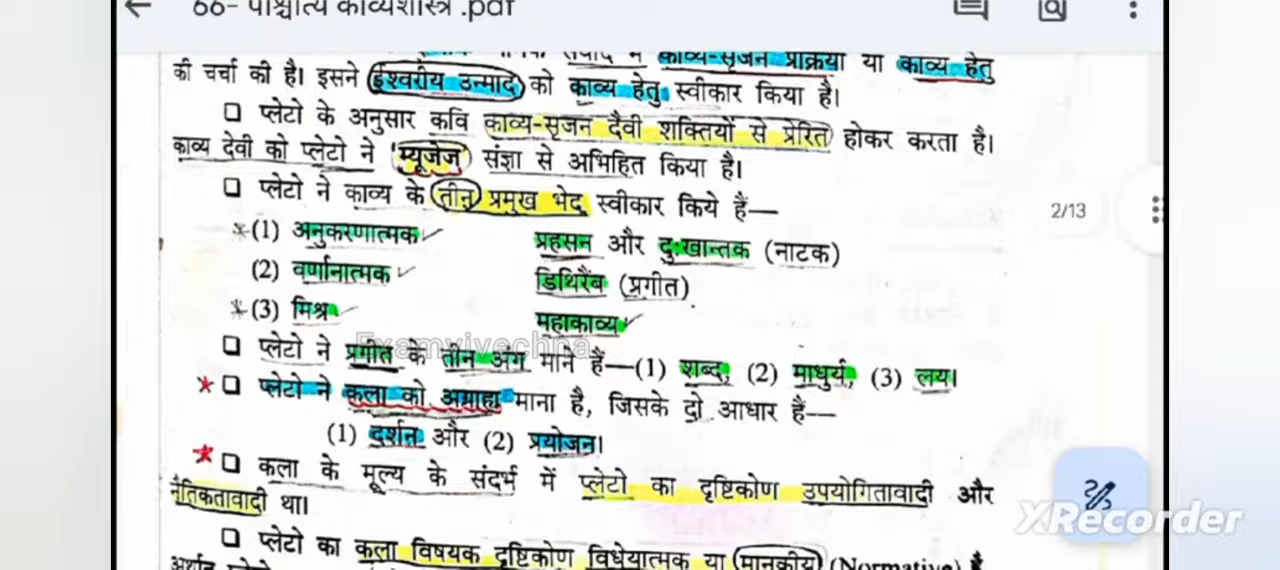 66- पाश्चात्य काव्यशास्त्र .pdf
संवाद में काव्य-सृजन प्रक्रिया या काव्य हेतु
की चर्चा की है। इसने ईश्वरीय उन्माद को काव्य हेतु स्वीकार किया है।
❑ प्लेटो के अनुसार कवि काव्य-सृजन दैवी शक्तियों से प्रेरित होकर करता है।
काव्य देवी को प्लेटो ने 'म्यूजेज' संज्ञा से अभिहित किया है।
❑ प्लेटो ने काव्य के तीन प्रमुख भेद स्वीकार किये हैं—
2/13
(1) अनुकरणात्मक प्रहसन और दुःखान्तक (नाटक)
(2) वर्णानात्मक डिथिरैंब (प्रगीत)
(3) मिश्र महाकाव्य
Examvivechna
❑ प्लेटो ने प्रगीत के तीन अंग माने हैं—(1) शब्द, (2) माधुर्य, (3) लय।
❑ प्लेटो ने कला को अग्राह्य माना है, जिसके दो आधार हैं—
(1) दर्शन और (2) प्रयोजन।
❑ कला के मूल्य के संदर्भ में प्लेटो का दृष्टिकोण उपयोगितावादी और
नैतिकतावादी था।
XRecorder
❑ प्लेटो का कला विषयक दृष्टिकोण विधेयात्मक या मानकीय (Normative) है
अर्थात् प्लेटो